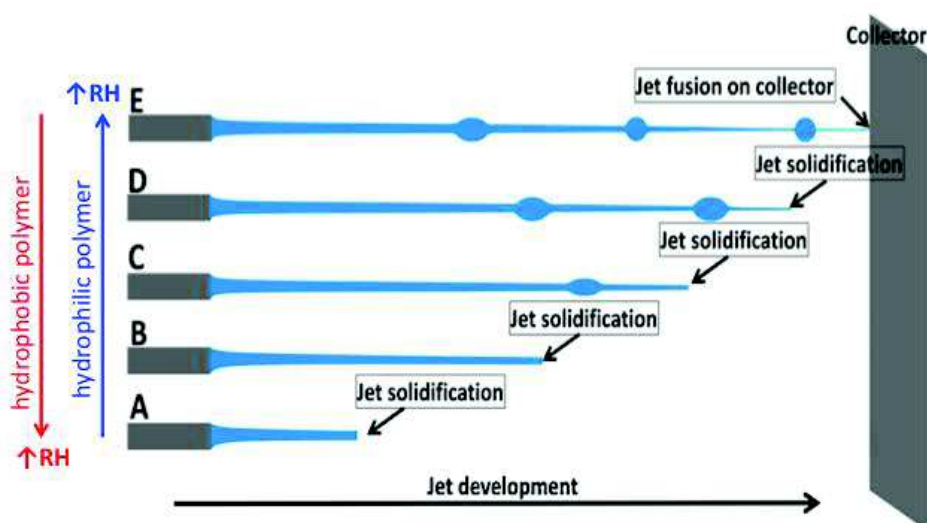 Collector
↑RH
E
Jet fusion on collector
Jet solidification
D
Jet solidification
C
Jet solidification
B
Jet solidification
A
hydrophobic polymer
hydrophilic polymer
↑RH
Jet development